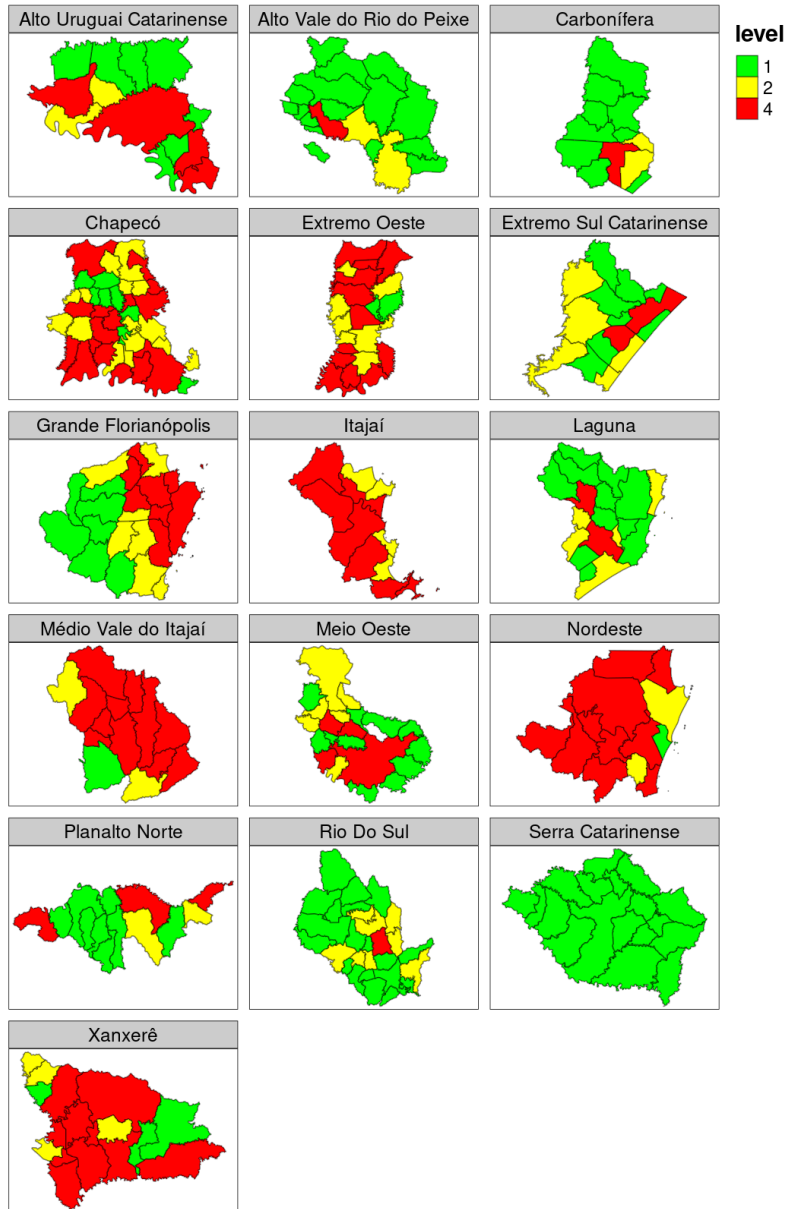 Alto Uruguai Catarinense
Alto Vale do Rio do Peixe
Carbonífera
level
1
2
4
Chapecó
Extremo Oeste
Extremo Sul Catarinense
Grande Florianópolis
Itajaí
Laguna
Médio Vale do Itajaí
Meio Oeste
Nordeste
Planalto Norte
Rio Do Sul
Serra Catarinense
Xanxerê